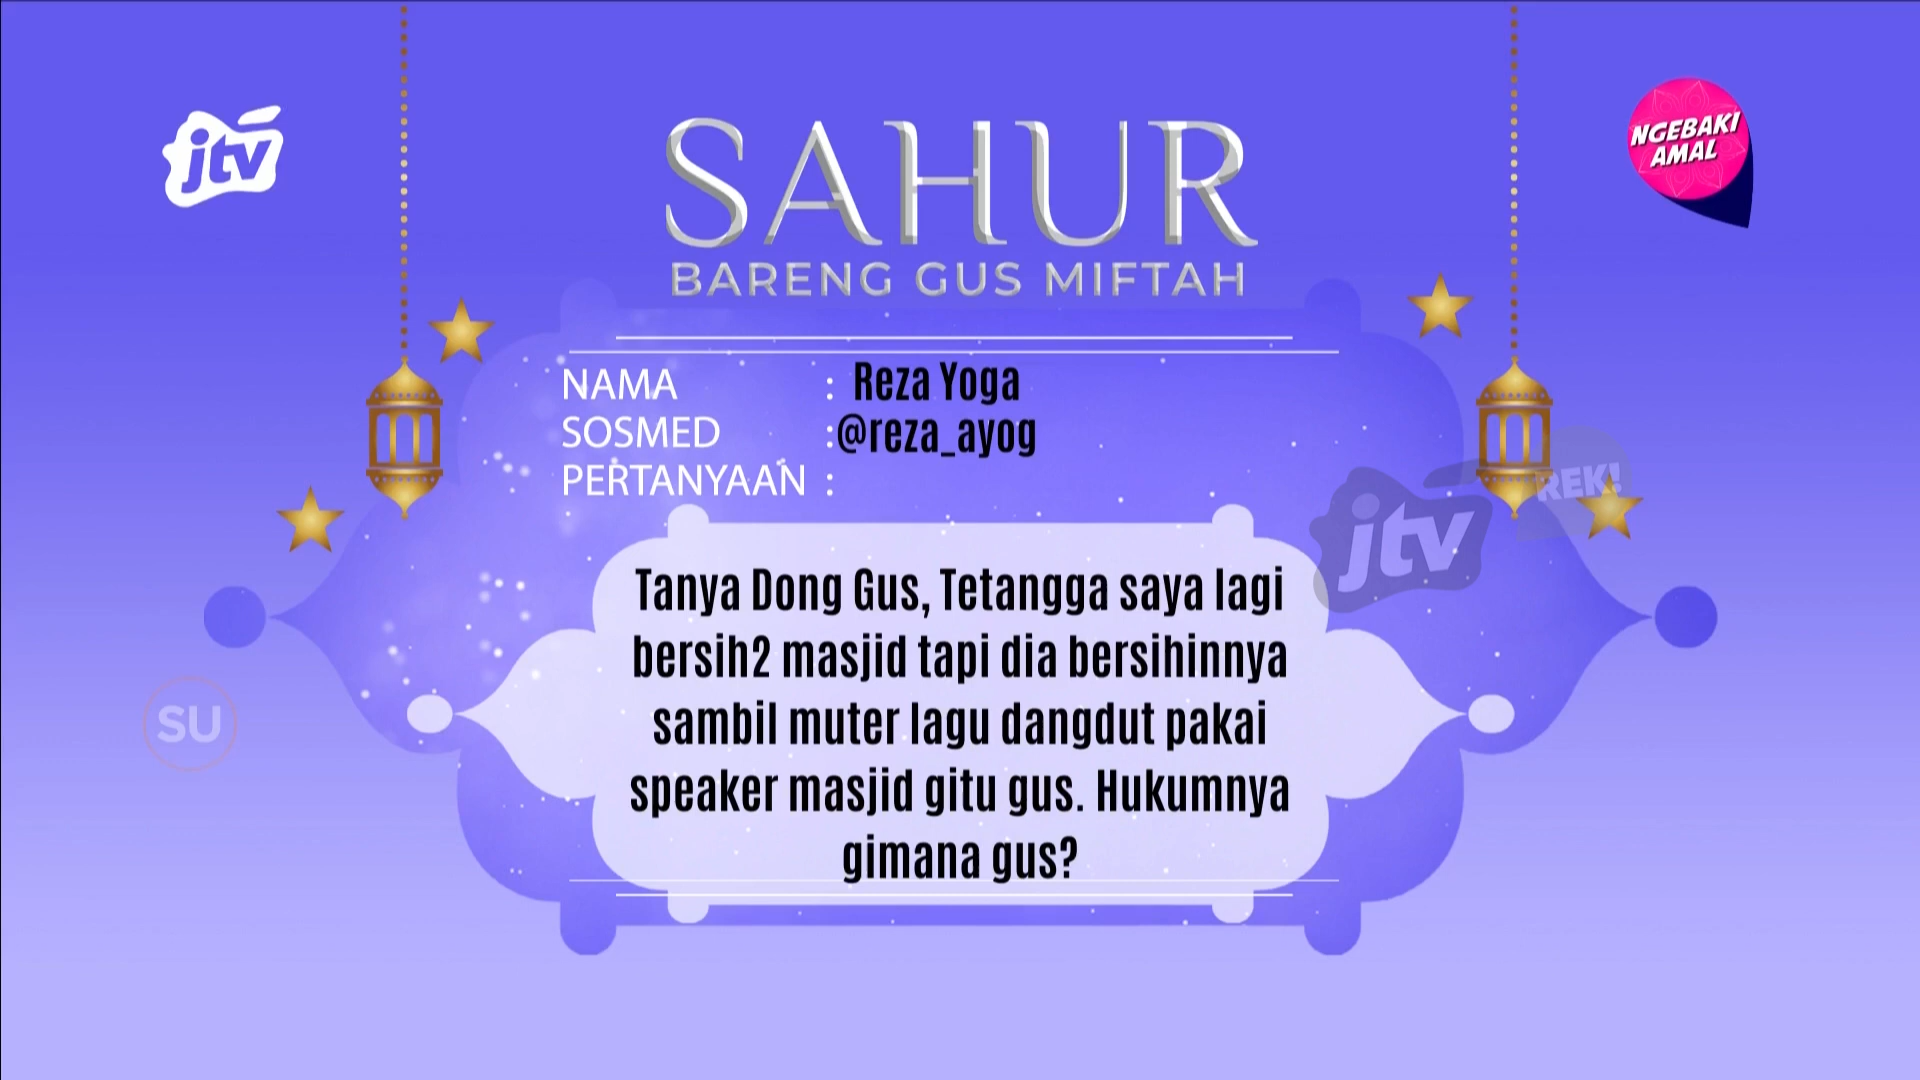 jtv
NGEBAKI
AMAL
SAHUR
BARENG GUS MIFTAH
NAMA : Reza Yoga
SOSMED :@reza_ayog
PERTANYAAN :
jtv
REK!
Tanya Dong Gus, Tetangga saya lagi
bersih2 masjid tapi dia bersihinnya
sambil muter lagu dangdut pakai
speaker masjid gitu gus. Hukumnya
gimana gus?
SU